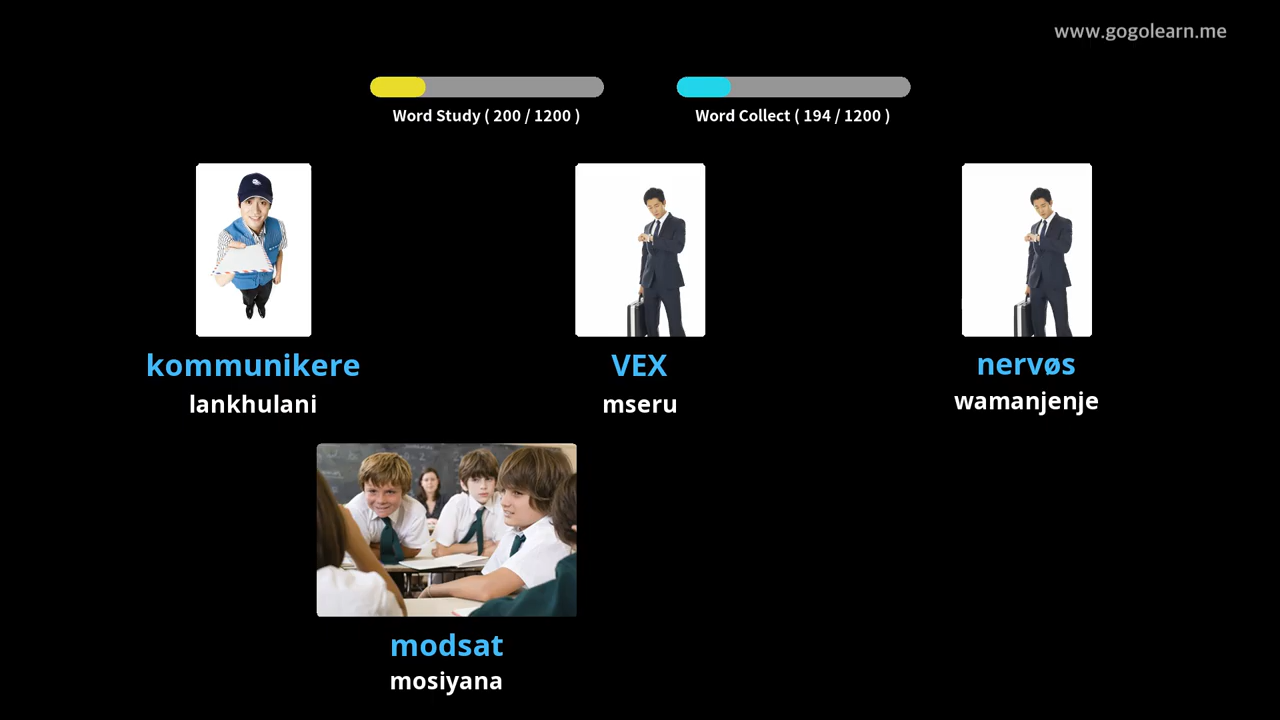 www.gogolearn.me
Word Study ( 200 / 1200 )
Word Collect ( 194 / 1200 )
kommunikere
lankhulani
VEX
mseru
nervøs
wamanjenje
modsat
mosiyana